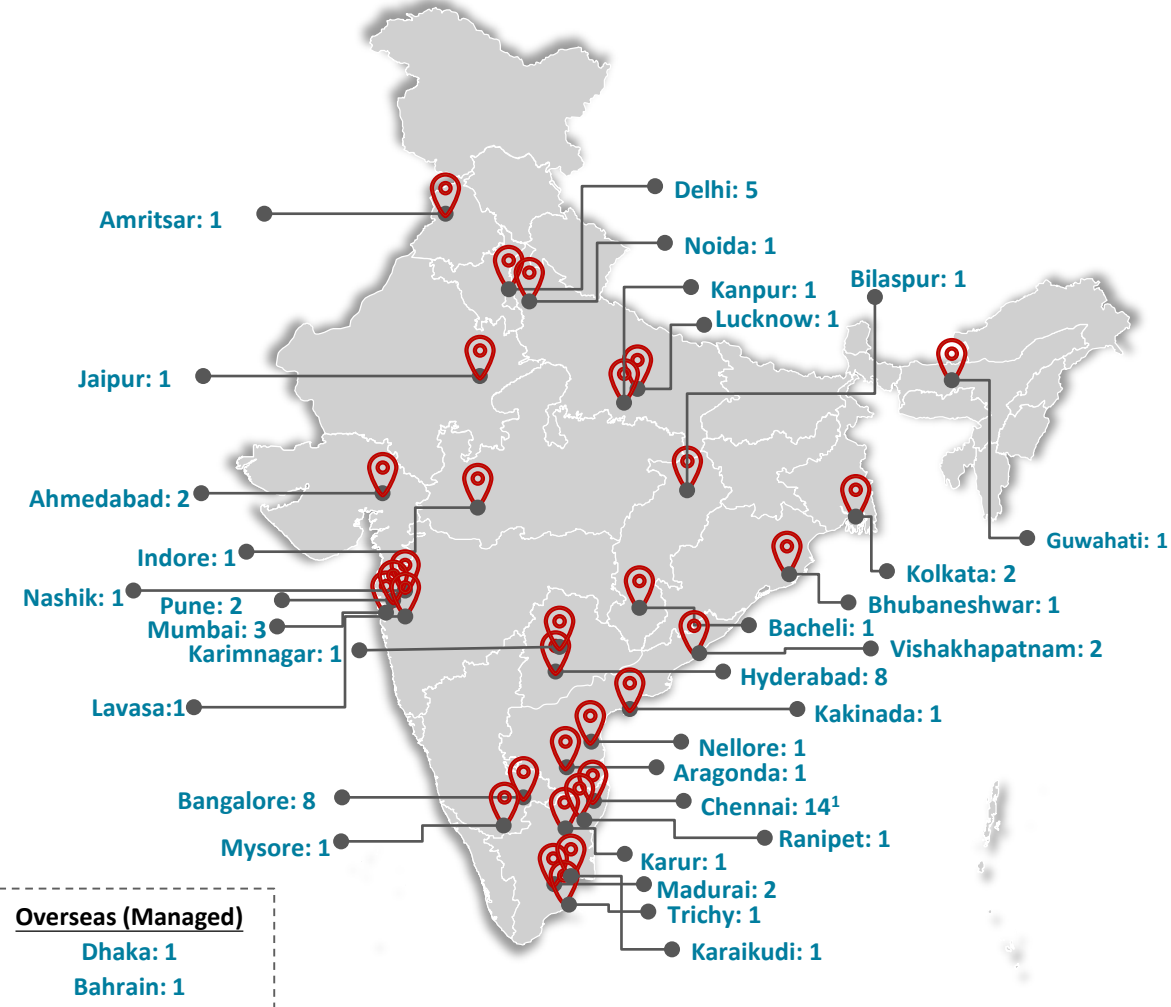 Delhi: 5
Amritsar: 1
Noida: 1
Bilaspur: 1
Kanpur: 1
Lucknow: 1
Jaipur: 1
Ahmedabad: 2
Guwahati: 1
Indore: 1
Kolkata: 2
Nashik: 1
Pune: 2
Bhubaneshwar: 1
Mumbai: 3
Bacheli: 1
Karimnagar: 1
Vishakhapatnam: 2
Hyderabad: 8
Lavasa:1
Kakinada: 1
Nellore: 1
Aragonda: 1
Bangalore: 8
Chennai: 14¹
Ranipet: 1
Mysore: 1
Karur: 1
Madurai: 2
Trichy: 1
Karaikudi: 1
Overseas (Managed)
Dhaka: 1
Bahrain: 1